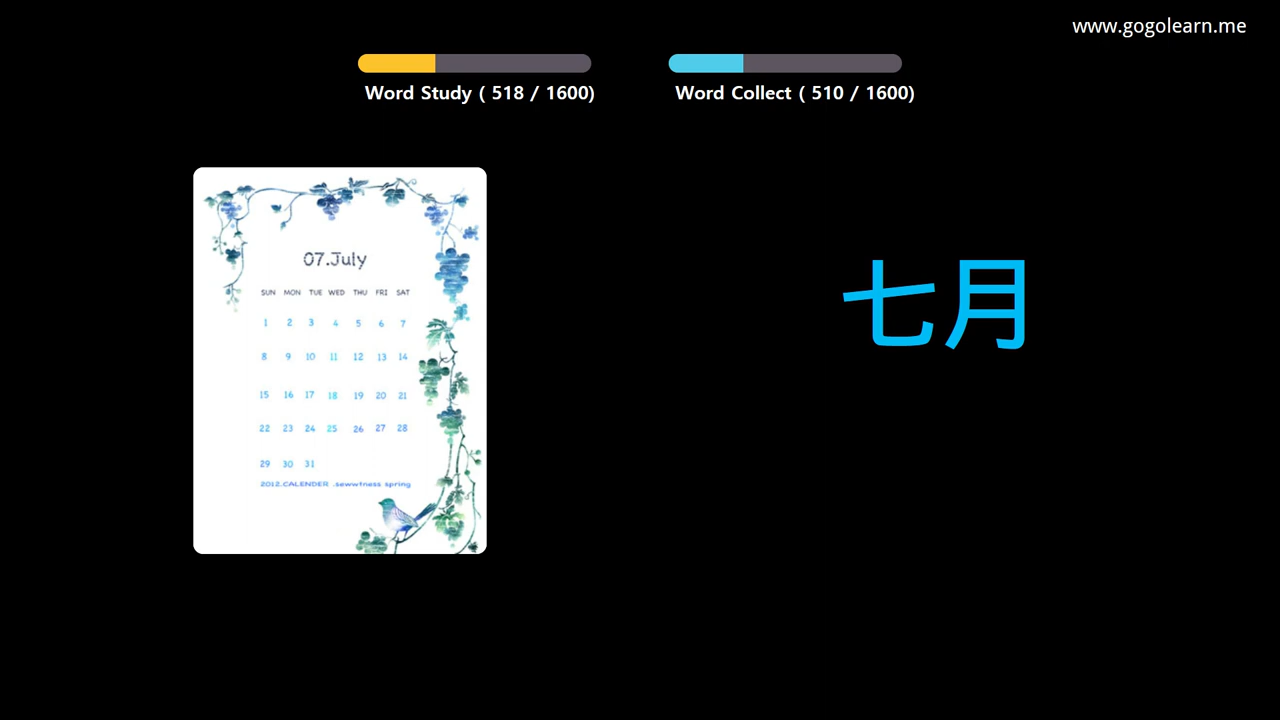 www.gogolearn.me
Word Study ( 518 / 1600)
Word Collect ( 510 / 1600)
07.July
SUN MON TUE WED THU FRI SAT
1 2 3 4 5 6 7
8 9 10 11 12 13 14
15 16 17 18 19 20 21
22 23 24 25 26 27 28
29 30 31
2012.CALENDER .sewwtness spring
七月